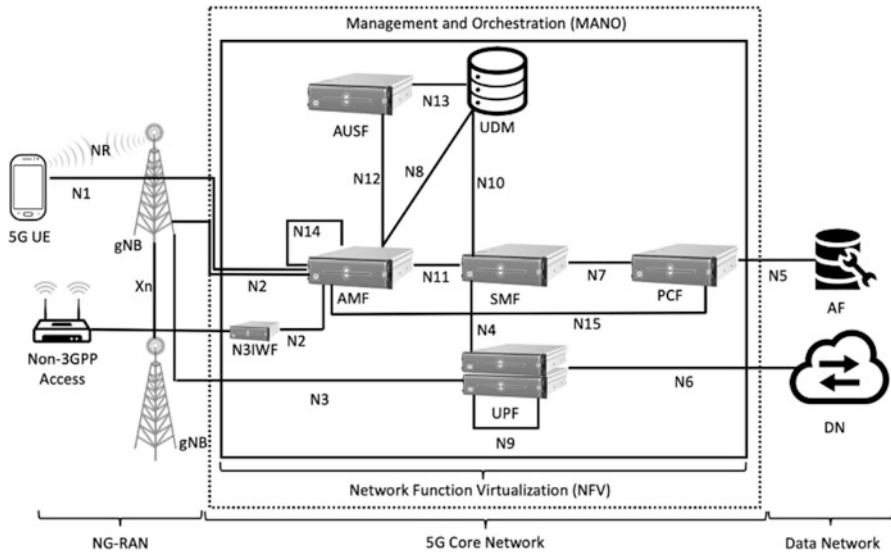 Management and Orchestration (MANO)
AUSF
N13
UDM
NR
N1
5G UE
gNB
N12
N8
N10
N14
N2
AMF
N11
SMF
N7
PCF
N5
AF
Xn
N15
N4
Non-3GPP
Access
N3IWF
N2
N3
UPF
N6
DN
N9
gNB
Network Function Virtualization (NFV)
NG-RAN
5G Core Network
Data Network